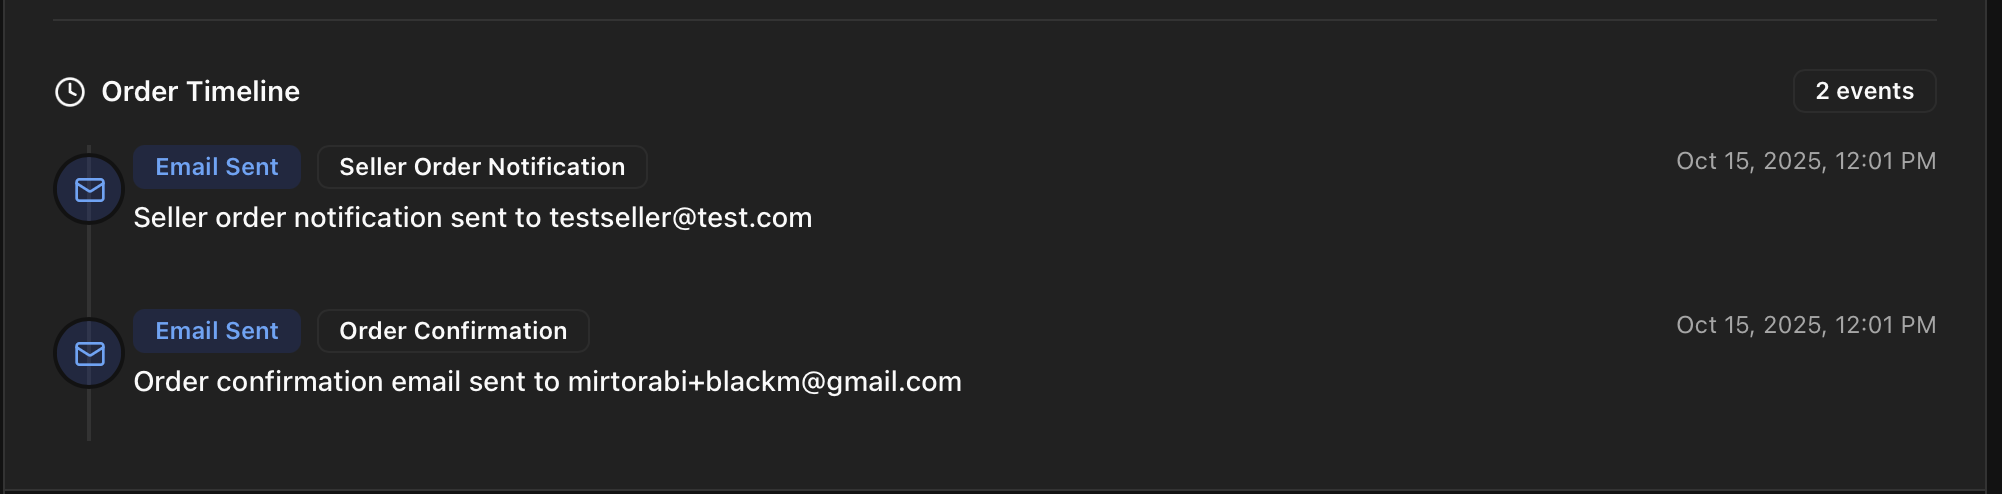 Order Timeline
2 events
Email Sent
Seller Order Notification
Oct 15, 2025, 12:01 PM
Seller order notification sent to testseller@test.com
Email Sent
Order Confirmation
Oct 15, 2025, 12:01 PM
Order confirmation email sent to mirtorabi+blackm@gmail.com